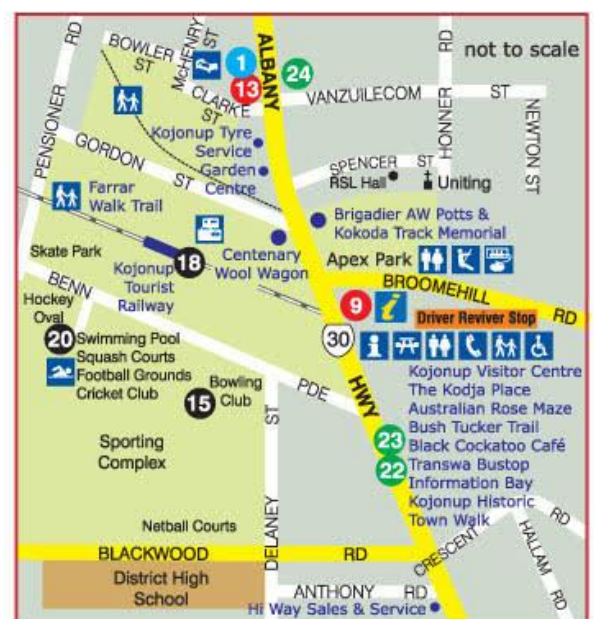 RD
BOWLER
ST
McHENRY
ST
1
13
ALBANY
24
RD
not to scale
CLARKE
ST
VANZUILECOM ST
HONNER
NEWTON ST
PENSIONER
Kojonup Tyre
Service
Garden
Centre
GORDON
ST
SPENCER ST
RSL Hall
Uniting
Farrar
Walk Trail
Brigadier AW Potts &
Kokoda Track Memorial
Skate Park
Kojonup
Tourist
Railway
18
Centenary
Wool Wagon
Apex Park
BROOMEHILL
RD
BENN
PDE
Hockey
Oval
9
i
Driver Reviver Stop
30
20
Swimming Pool
Squash Courts
Football Grounds
Cricket Club
15
Bowling
Club
HWY
i
Kojonup Visitor Centre
The Kodja Place
Australian Rose Maze
Bush Tucker Trail
Black Cockatoo Café
Transwa Bustop
Information Bay
Kojonup Historic
Town Walk
23
22
Sporting
Complex
ST
DELANEY
Netball Courts
BLACKWOOD RD
CRESCENT
RD
HALLAM
RD
District High
School
ANTHONY RD
Hi Way Sales & Service